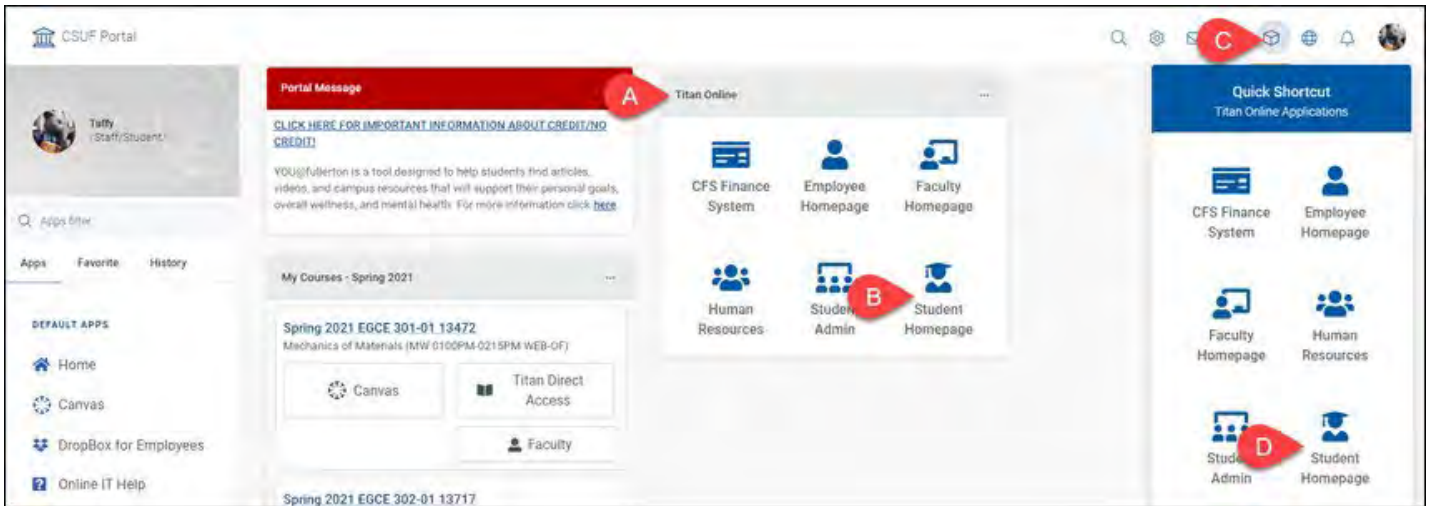 CSUF Portal
C
Tuffy
(Staff/Student)
Apps filter
Apps Favorite History
DEFAULT APPS
Home
Canvas
DropBox for Employees
Online IT Help
Portal Message
CLICK HERE FOR IMPORTANT INFORMATION ABOUT CREDIT/NO
CREDIT!
YOU@fullerton is a tool designed to help students find articles,
videos, and campus resources that will support their personal goals,
overall wellness, and mental health. For more information click here.
My Courses - Spring 2021
Spring 2021 EGCE 301-01 13472
Mechanics of Materials (MW 0100PM-0215PM WEB-OF)
Canvas
Titan Direct
Access
Faculty
Spring 2021 EGCE 302-01 13717
A
Titan Online
CFS Finance
System
Employee
Homepage
Faculty
Homepage
Human
Resources
Student
Admin
B
Student
Homepage
Quick Shortcut
Titan Online Applications
CFS Finance
System
Employee
Homepage
Faculty
Homepage
Human
Resources
Student
Admin
D
Student
Homepage